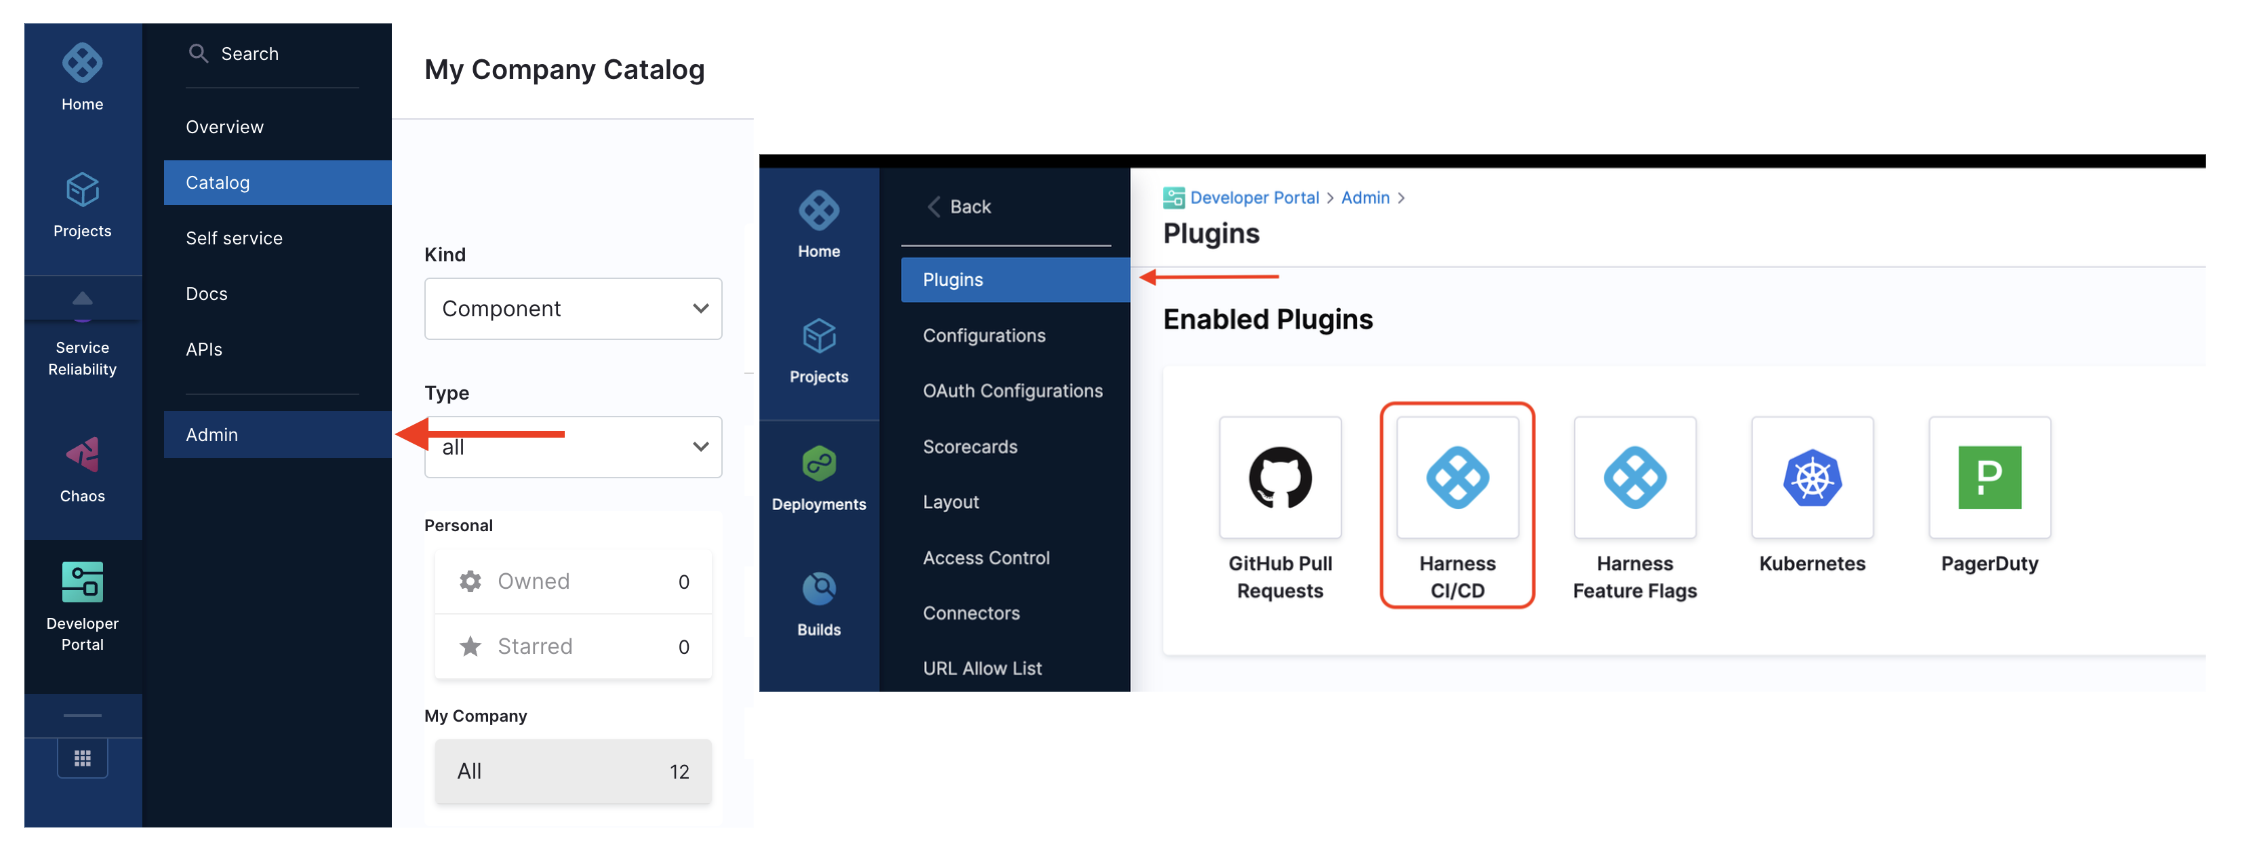 Home
Projects
Service
Reliability
Chaos
Developer
Portal
Search
Overview
Catalog
Self service
Docs
APIs
Admin
My Company Catalog
Kind
Component
Type
all
Personal
Owned 0
Starred 0
My Company
All 12
Home
Projects
Deployments
Builds
Back
Plugins
Configurations
OAuth Configurations
Scorecards
Layout
Access Control
Connectors
URL Allow List
Developer Portal > Admin >
Plugins
Enabled Plugins
GitHub Pull
Requests
Harness
CI/CD
Harness
Feature Flags
Kubernetes
P
PagerDuty